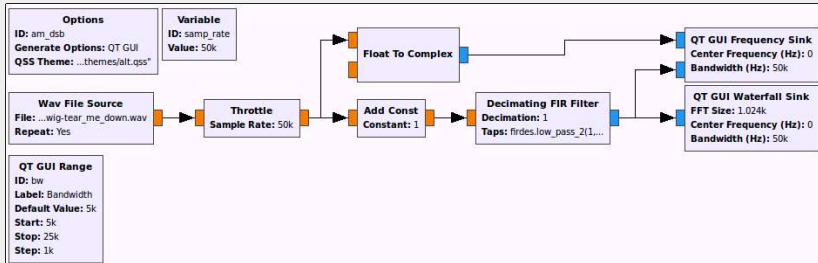 Options
ID: am_dsb
Generate Options: QT GUI
QSS Theme: ...themes/alt.qss"
Variable
ID: samp_rate
Value: 50k
Float To Complex
QT GUI Frequency Sink
Center Frequency (Hz): 0
Bandwidth (Hz): 50k
Wav File Source
File: ...wig-tear_me_down.wav
Repeat: Yes
Throttle
Sample Rate: 50k
Add Const
Constant: 1
Decimating FIR Filter
Decimation: 1
Taps: firdes.low_pass_2(1,...
QT GUI Waterfall Sink
FFT Size: 1.024k
Center Frequency (Hz): 0
Bandwidth (Hz): 50k
QT GUI Range
ID: bw
Label: Bandwidth
Default Value: 5k
Start: 5k
Stop: 25k
Step: 1k